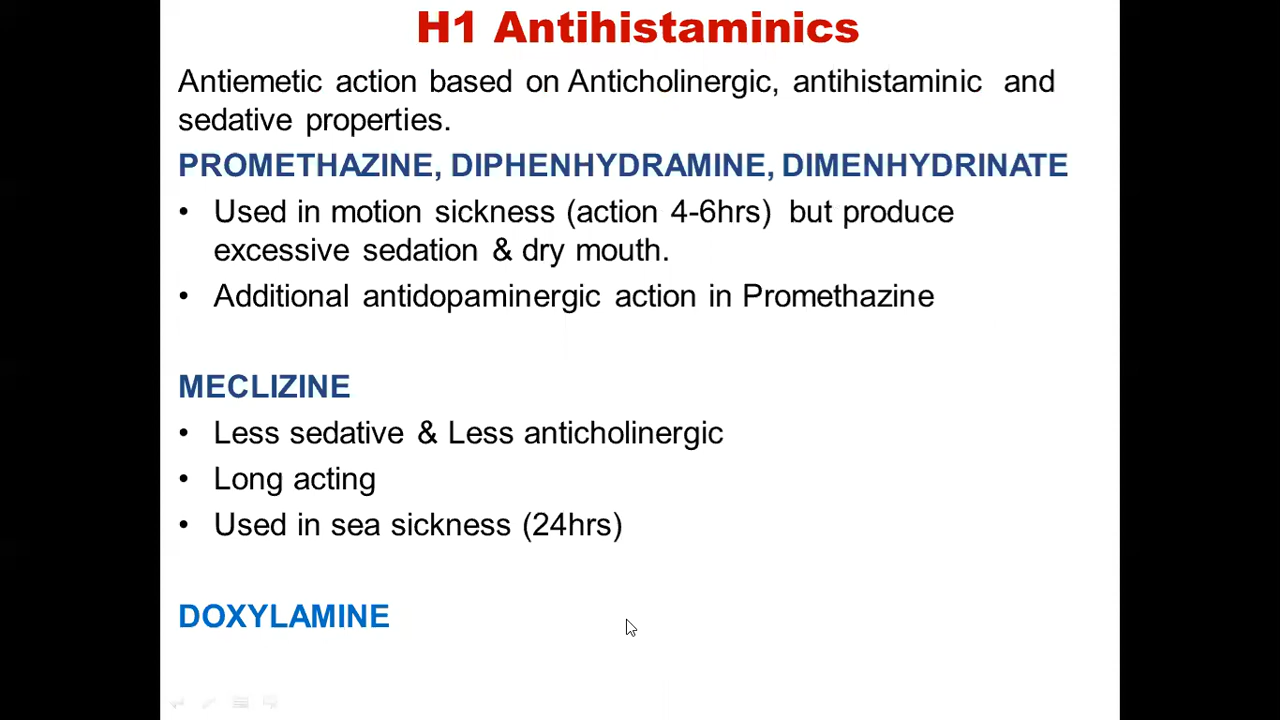 H1 Antihistaminics
Antiemetic action based on Anticholinergic, antihistaminic and
sedative properties.
PROMETHAZINE, DIPHENHYDRAMINE, DIMENHYDRINATE
• Used in motion sickness (action 4-6hrs) but produce
excessive sedation & dry mouth.
• Additional antidopaminergic action in Promethazine
MECLIZINE
• Less sedative & Less anticholinergic
• Long acting
• Used in sea sickness (24hrs)
DOXYLAMINE